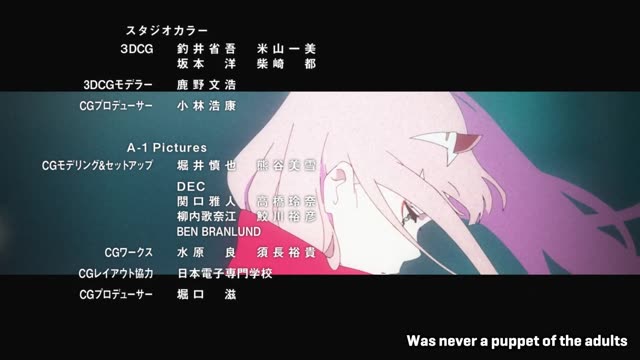 スタジオカラー
3DCG 釣井省吾 米山一美
坂本 洋 柴崎 都
3DCGモデラー 鹿野文浩
CGプロデューサー 小林浩康
A-1 Pictures
CGモデリング&セットアップ 堀井慎也 熊谷美雪
DEC
関口雅人 高橋玲奈
柳内歌奈江 鮫川裕彦
BEN BRANLUND
CGワークス 水原 良 須長裕貴
CGレイアウト協力 日本電子専門学校
CGプロデューサー 堀口 滋
Was never a puppet of the adults